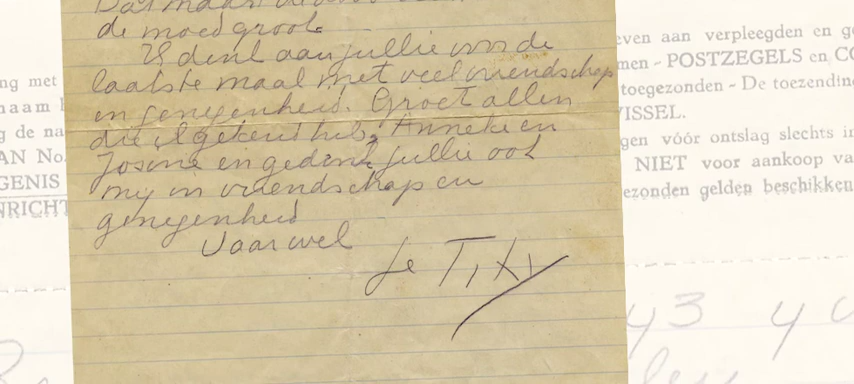 de moed groot.
Ik denk aan jullie voor de
laatste maal met veel vriendschap
en genegenheid. Groet allen
die ik gekend heb, Anneke en
Josine en gedenk jullie ook
mij in vriendschap en
genegenheid
Vaarwel
Je Tixy
ng met
naam
g de na
AN No.
GENIS
NRICHT
even aan verpleegden en g
men - POSTZEGELS en CO
toegezonden - De toezendin
WISSEL.
gen vóór ontslag slechts in
NIET voor aankoop va
ezonden gelden beschikken
43 40